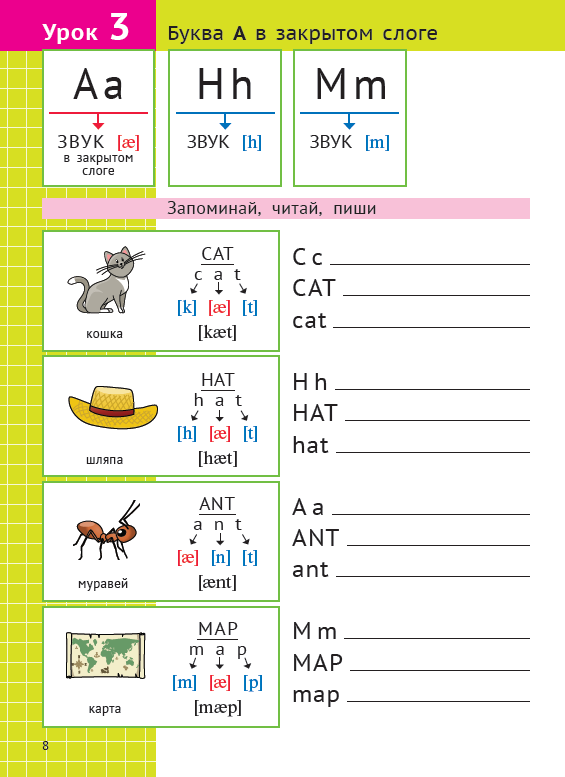 Урок 3
Буква А в закрытом слоге
Aa
ЗВУК [æ]
в закрытом
слоге
Hh
ЗВУК [h]
Mm
ЗВУК [m]
Запоминай, читай, пиши
кошка
CAT
c a t
[k] [æ] [t]
[kæt]
C c
CAT
cat
шляпа
HAT
h a t
[h] [æ] [t]
[hæt]
H h
HAT
hat
муравей
ANT
a n t
[æ] [n] [t]
[ænt]
A a
ANT
ant
карта
MAP
m a p
[m] [æ] [p]
[mæp]
M m
MAP
map
8